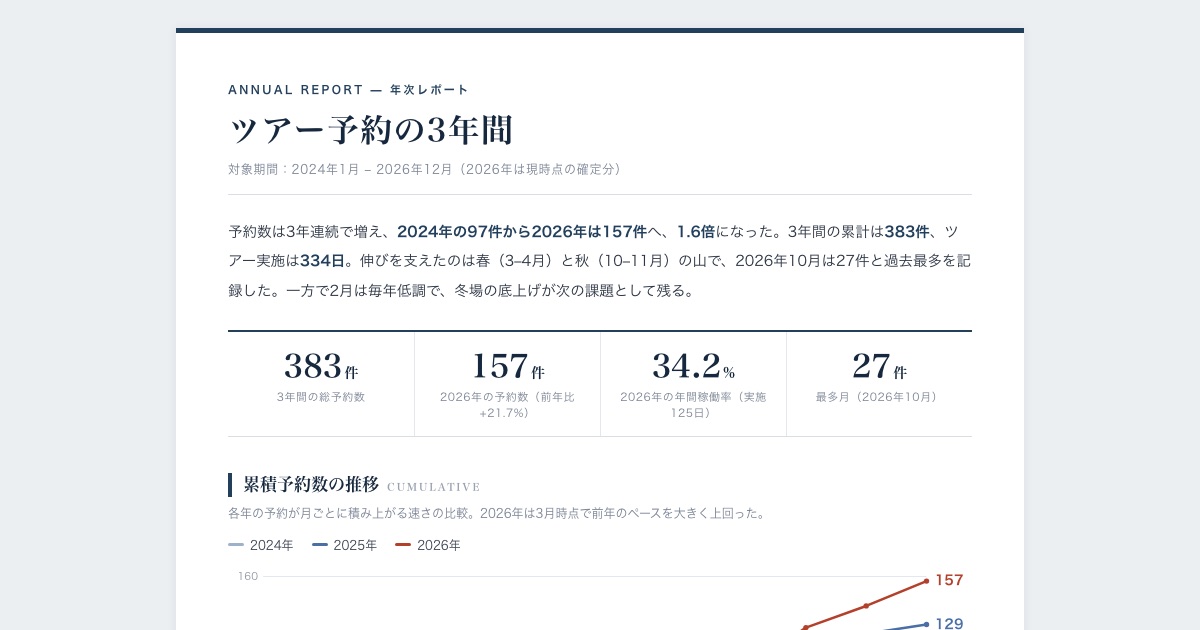 ANNUAL REPORT — 年次レポート
ツアー予約の3年間
対象期間：2024年1月 – 2026年12月（2026年は現時点の確定分）
予約数は3年連続で増え、2024年の97件から2026年は157件へ、1.6倍になった。3年間の累計は383件、ツ
アー実施は334日。伸びを支えたのは春（3–4月）と秋（10–11月）の山で、2026年10月は27件と過去最多を記
録した。一方で2月は毎年低調で、冬場の底上げが次の課題として残る。
383件
3年間の総予約数
157件
2026年の予約数（前年比
+21.7%）
34.2%
2026年の年間稼働率（実施
125日）
27件
最多月（2026年10月）
累積予約数の推移 CUMULATIVE
各年の予約が月ごとに積み上がる速さの比較。2026年は3月時点で前年のペースを大きく上回った。
2024年 2025年 2026年
160
157
129